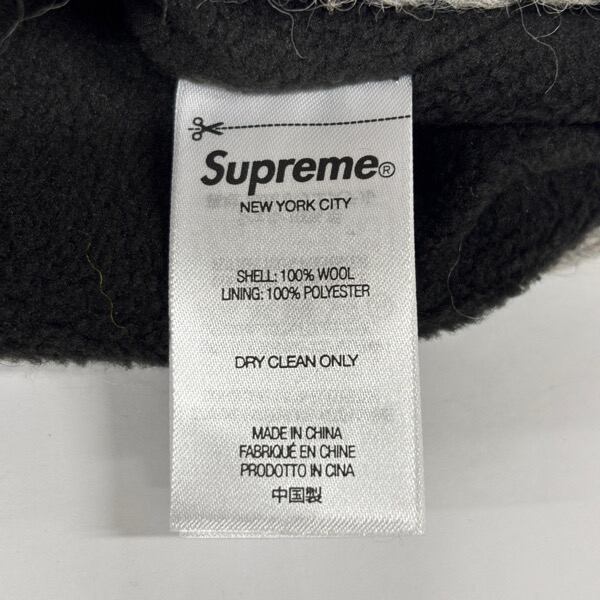 Supreme®
NEW YORK CITY
SHELL: 100% WOOL
LINING: 100% POLYESTER
DRY CLEAN ONLY
MADE IN CHINA
FABRIQUÉ EN CHINE
PRODOTTO IN CINA
中国製